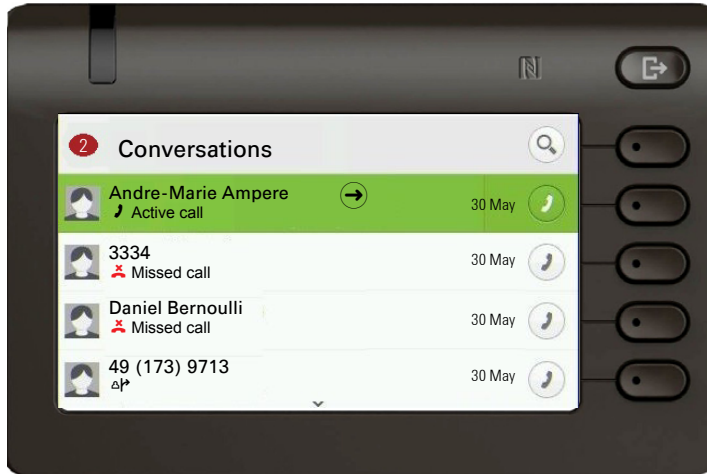 2 Conversations
Andre-Marie Ampere 30 May
Active call
3334 30 May
Missed call
Daniel Bernoulli 30 May
Missed call
49 (173) 9713 30 May